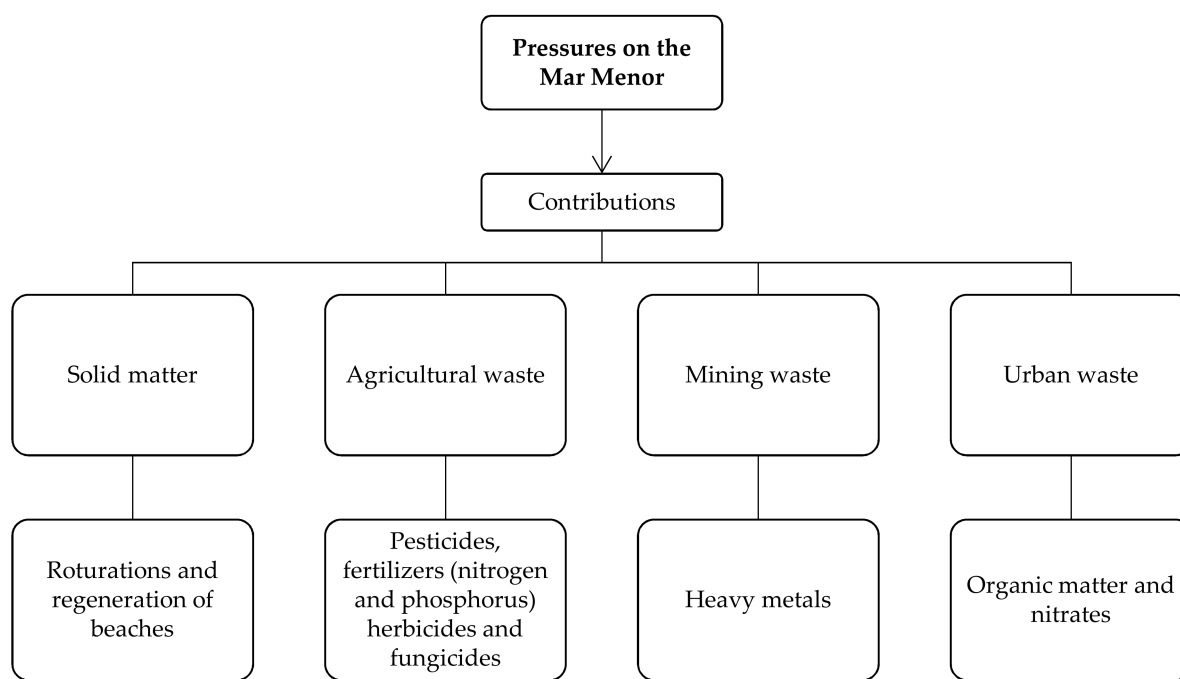 Pressures on the
Mar Menor
Contributions
Solid matter
Agricultural waste
Mining waste
Urban waste
Roturations and
regeneration of
beaches
Pesticides,
fertilizers (nitrogen
and phosphorus)
herbicides and
fungicides
Heavy metals
Organic matter and
nitrates